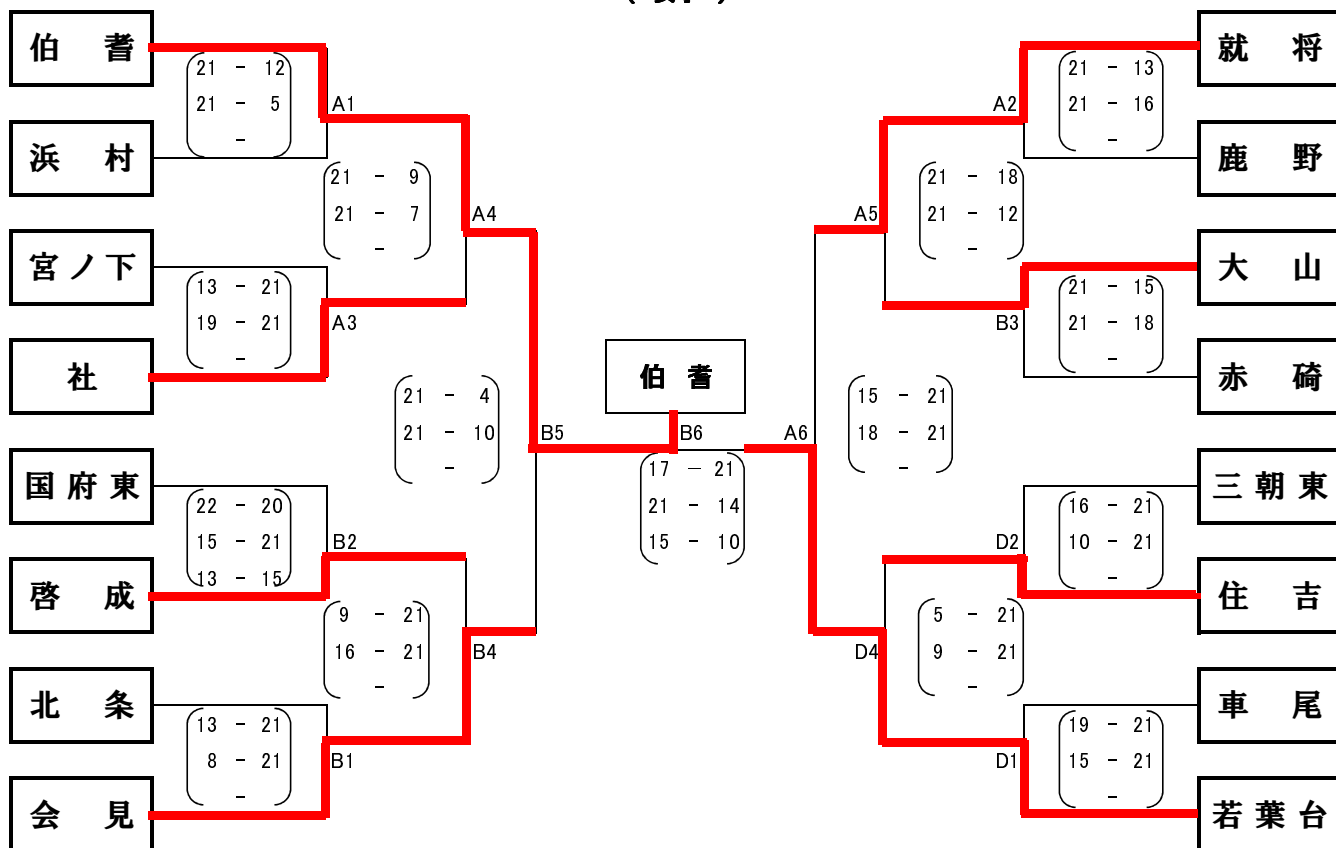 伯 耆
21 - 12
21 - 5
-
A1
浜 村
21 - 9
21 - 7
-
A4
宮ノ下
13 - 21
19 - 21
-
A3
社
21 - 4
21 - 10
-
B5
国府東
22 - 20
15 - 21
13 - 15
B2
啓 成
9 - 21
16 - 21
-
B4
北 条
13 - 21
8 - 21
-
B1
会 見
伯 耆
B6
17 - 21
21 - 14
15 - 10
就 将
A2
21 - 13
21 - 16
-
鹿 野
A5
21 - 18
21 - 12
-
大 山
B3
21 - 15
21 - 18
-
赤 碕
A6
15 - 21
18 - 21
-
三朝東
D2
16 - 21
10 - 21
-
住 吉
D4
5 - 21
9 - 21
-
車 尾
D1
19 - 21
15 - 21
-
若葉台